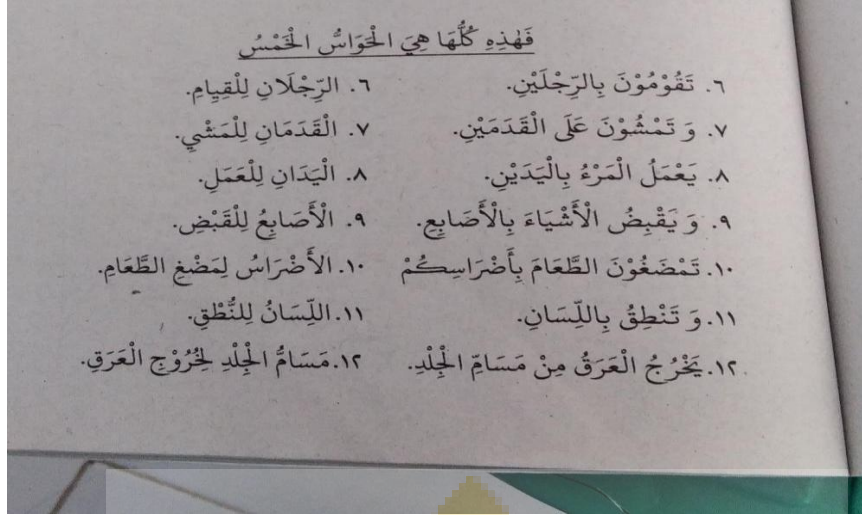 فَهٰذِهِ كُلُّهَا هِيَ الْحَوَاسُّ الْخَمْسُ
٦. تَقُوْمُوْنَ بِالرِّجْلَيْنِ. ٦. الرِّجْلَانِ لِلْقِيِامِ.
٧. وَ تَمْشُوْنَ عَلَى الْقَدَمَيْنِ. ٧. الْقَدَمَانِ لِلْمَشْيِ.
٨. يَعْمَلُ الْمَرْءُ بِالْيَدَيْنِ. ٨. الْيَدَانِ لِلْعَمَلِ.
٩. وَ يَقْبِضُ الْأَشْيَاءَ بِالْأَصَابِعِ. ٩. الْأَصَابِعُ لِلْقَبْضِ.
١٠. تَمْضَغُوْنَ الطَّعَامَ بِأَضْرَاسِكُمْ ١٠. الأَضْرَاسُ لِمَضْغِ الطَّعَامِ.
١١. وَ تَنْطِقُ بِاللِّسَانِ. ١١. اللِّسَانُ لِلنُّطْقِ.
١٢. يَخْرُجُ الْعَرَقُ مِنْ مَسَامِّ الْجِلْدِ. ١٢. مَسَامُّ الْجِلْدِ لِخُرُوْجِ الْعَرَقِ.